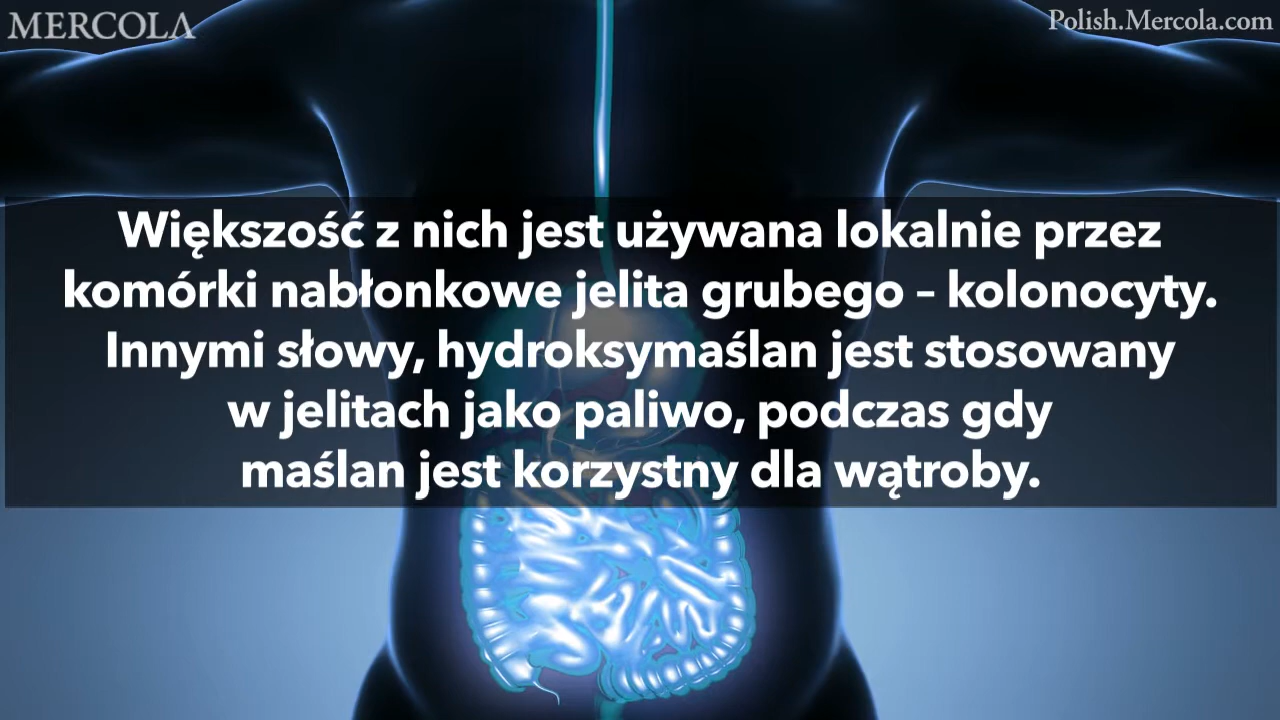 MERCOLA
Polish.Mercola.com
Większość z nich jest używana lokalnie przez
komórki nabłonkowe jelita grubego – kolonocyty.
Innymi słowy, hydroksymaślan jest stosowany
w jelitach jako paliwo, podczas gdy
maślan jest korzystny dla wątroby.